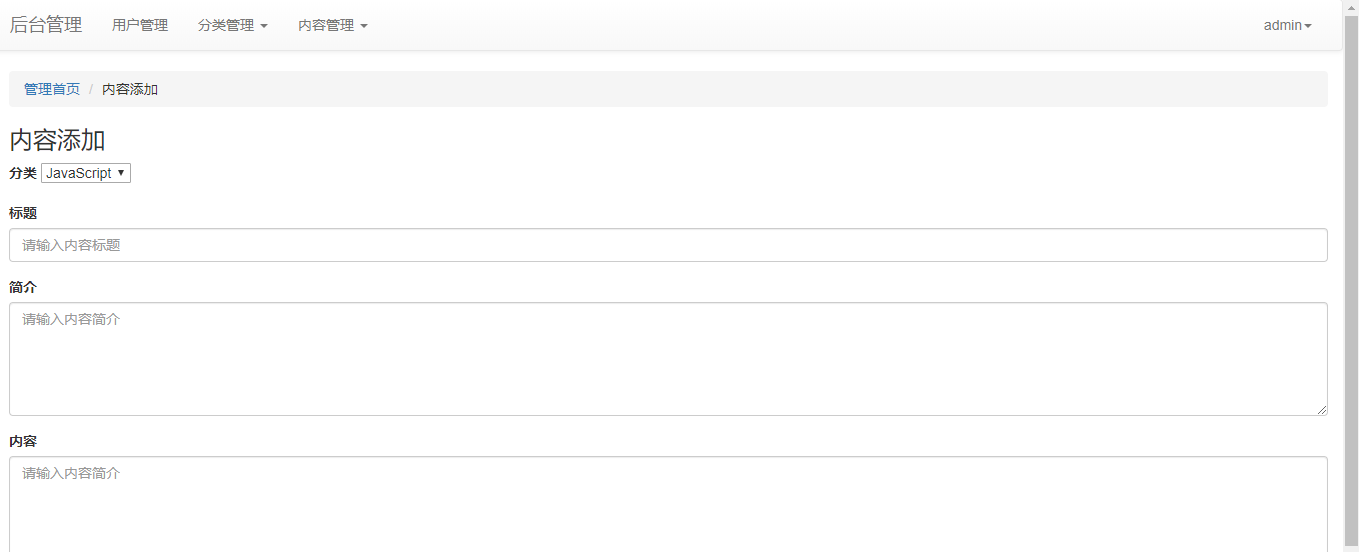 后台管理 用户管理 分类管理 内容管理 admin
管理首页 / 内容添加
内容添加
分类 JavaScript
标题
请输入内容标题
简介
请输入内容简介
内容
请输入内容简介